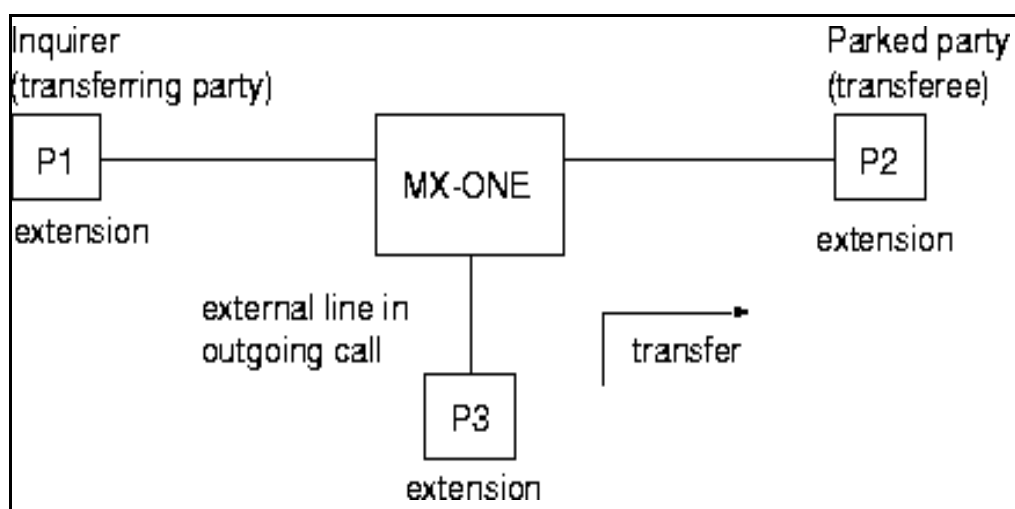 Inquirer
(transferring party)
Parked party
(transferee)
P1
MX-ONE
P2
extension
extension
external line in
outgoing call
transfer
P3
extension